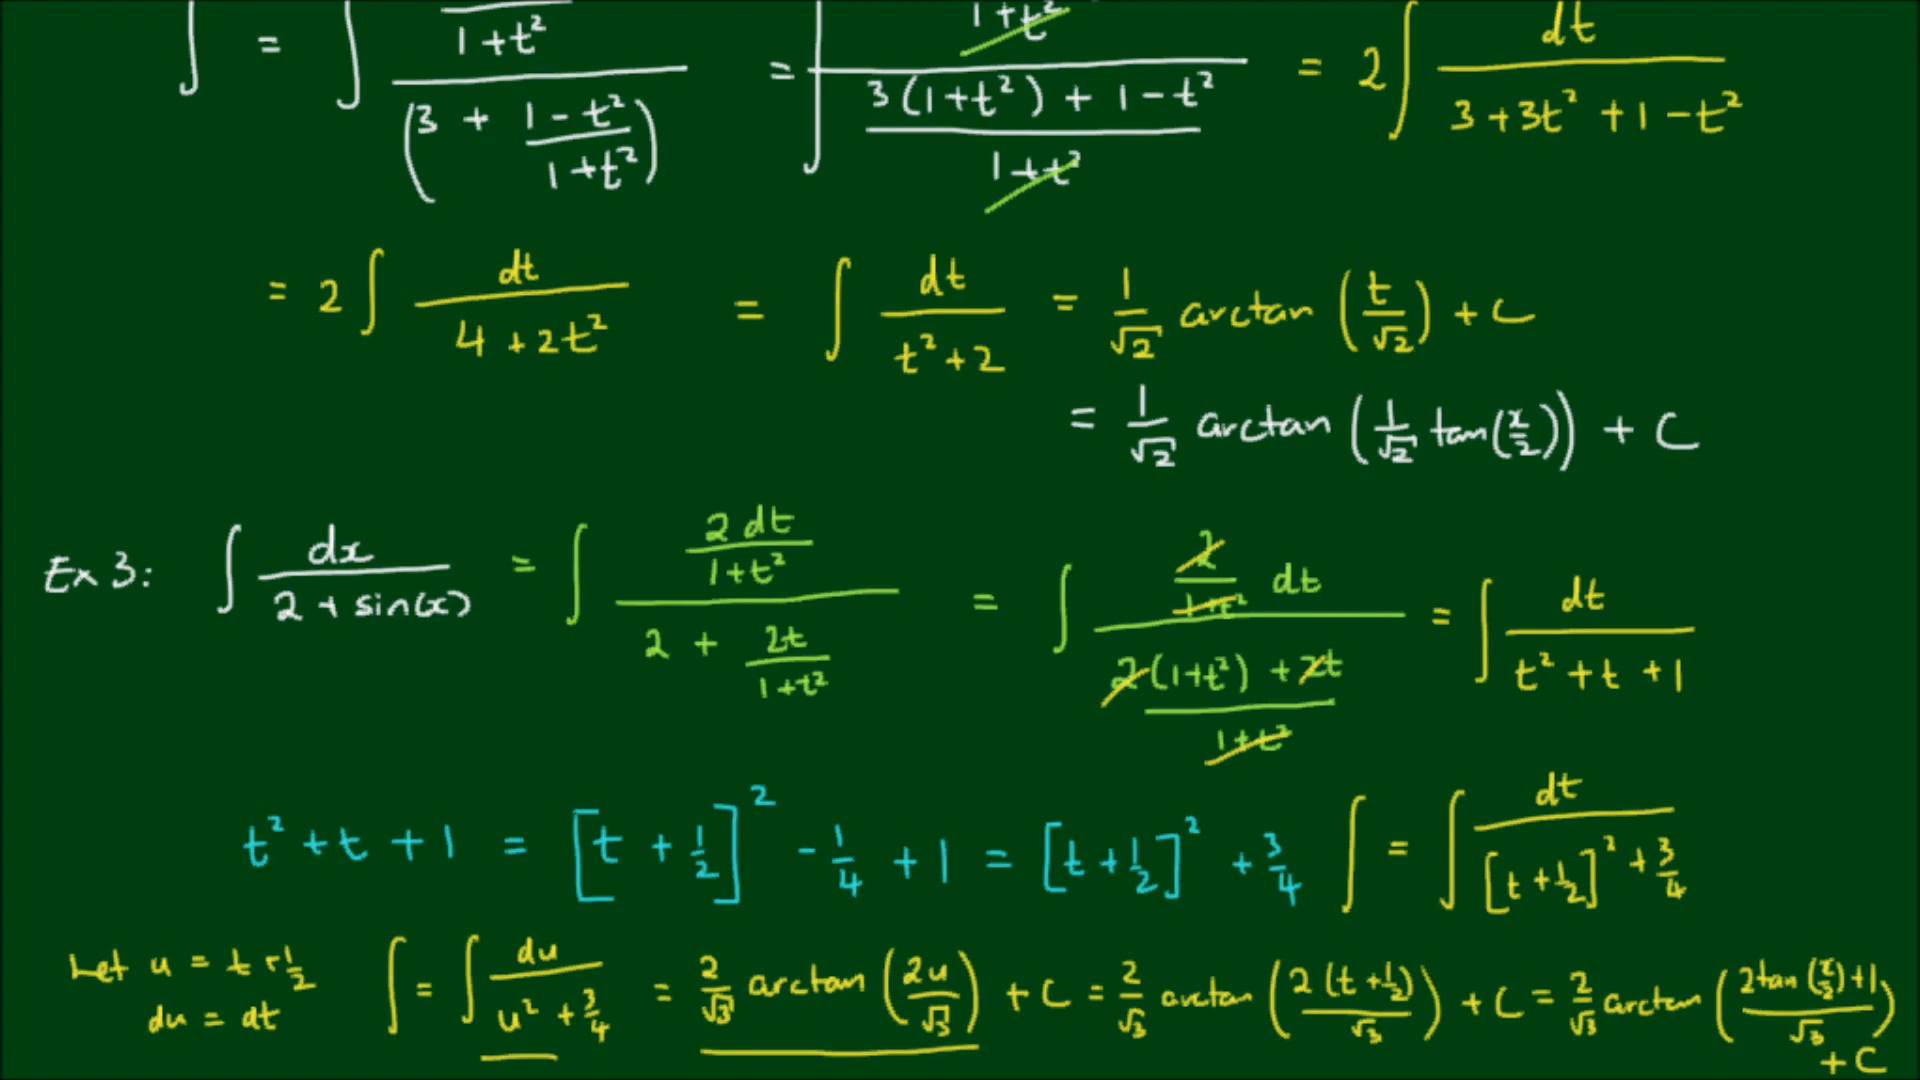 ∫ = ∫ 1+t² / (3 + (1-t²)/(1+t²)) = ∫ 1+t² / ((3(1+t²) + 1-t²)/(1+t²)) = 2∫ dt/(3+3t²+1-t²)
= 2∫ dt/(4+2t²) = ∫ dt/(t²+2) = 1/√2 arctan (t/√2) + C
= 1/√2 arctan (1/√2 tan(x/2)) + C
Ex 3: ∫ dx/(2+sin(x)) = ∫ (2dt/(1+t²))/(2 + 2t/(1+t²)) = ∫ (2/(1+t²) dt)/((2(1+t²)+2t)/(1+t²)) = ∫ dt/(t²+t+1)
t²+t+1 = [t+1/2]² - 1/4 + 1 = [t+1/2]² + 3/4 ∫ = ∫ dt/([t+1/2]²+3/4)
Let u = t+1/2 ∫ = ∫ du/(u²+3/4) = 2/√3 arctan (2u/√3) + C = 2/√3 arctan (2(t+1/2)/√3) + C = 2/√3 arctan ((2tan(x/2)+1)/√3) + C
du = dt